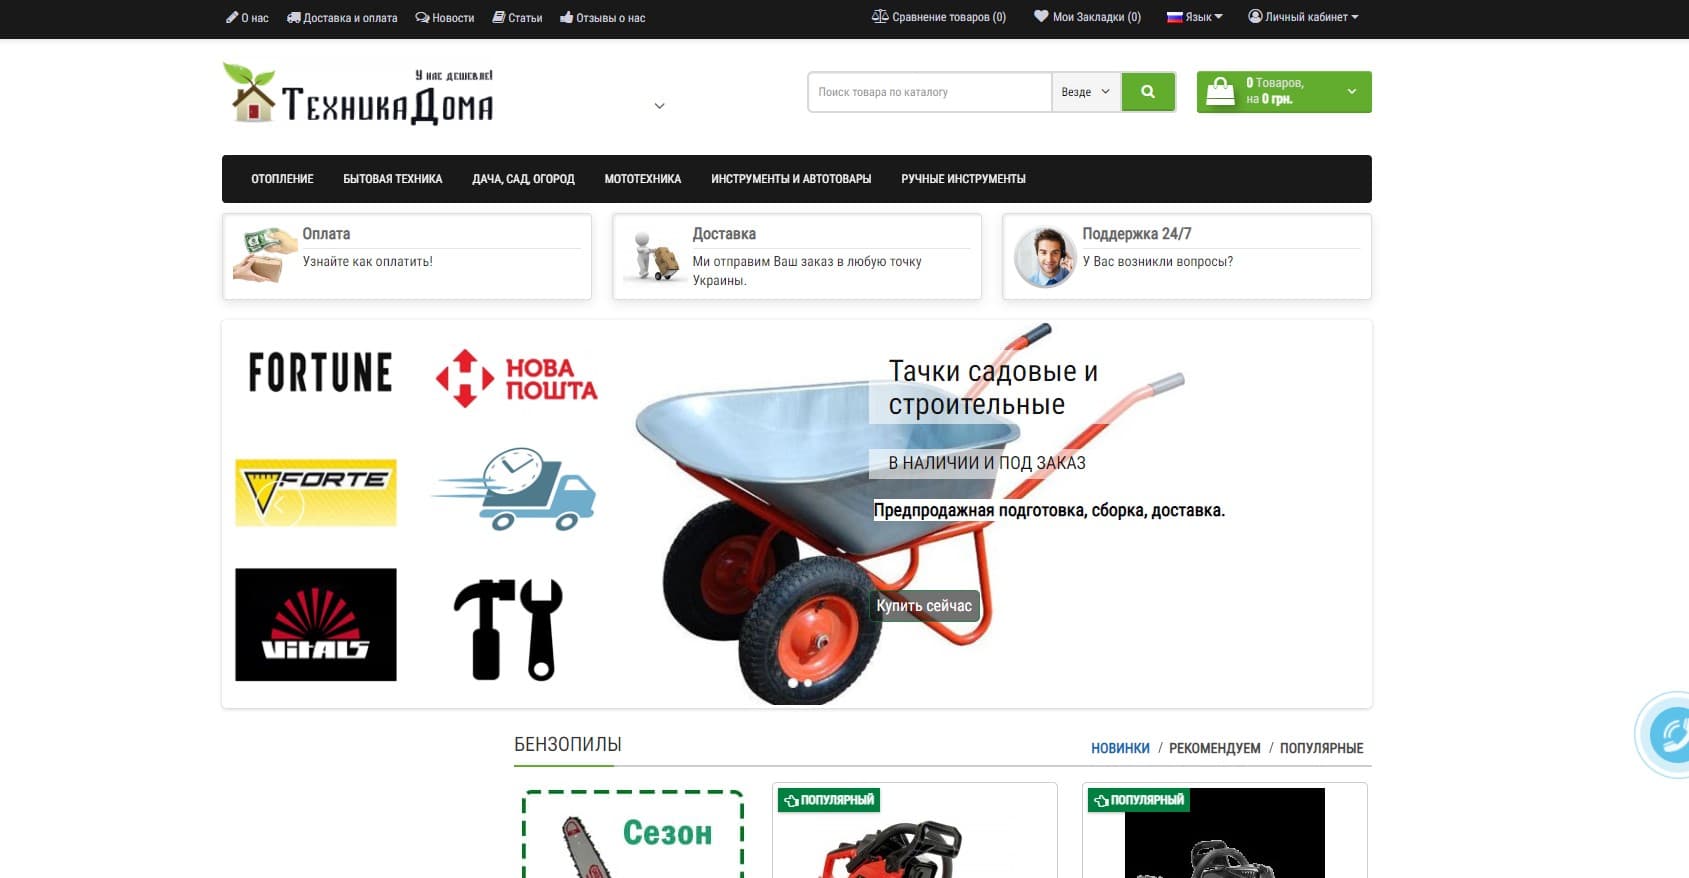 О нас
Доставка и оплата
Новости
Статьи
Отзывы о нас
Сравнение товаров (0)
Мои Закладки (0)
Язык
Личный кабинет
У нас дешевле!
ТехникаДома
Поиск товара по каталогу
Везде
0 Товаров,
на 0 грн.
ОТОПЛЕНИЕ
БЫТОВАЯ ТЕХНИКА
ДАЧА, САД, ОГОРОД
МОТОТЕХНИКА
ИНСТРУМЕНТЫ И АВТОТОВАРЫ
РУЧНЫЕ ИНСТРУМЕНТЫ
Оплата
Узнайте как оплатить!
Доставка
Ми отправим Ваш заказ в любую точку
Украины.
Поддержка 24/7
У Вас возникли вопросы?
FORTUNE
НОВА
ПОШТА
FORTE
Vitals
Тачки садовые и
строительные
В НАЛИЧИИ И ПОД ЗАКАЗ
Предпродажная подготовка, сборка, доставка.
Купить сейчас
БЕНЗОПИЛЫ
НОВИНКИ / РЕКОМЕНДУЕМ / ПОПУЛЯРНЫЕ
Сезон
ПОПУЛЯРНЫЙ
ПОПУЛЯРНЫЙ